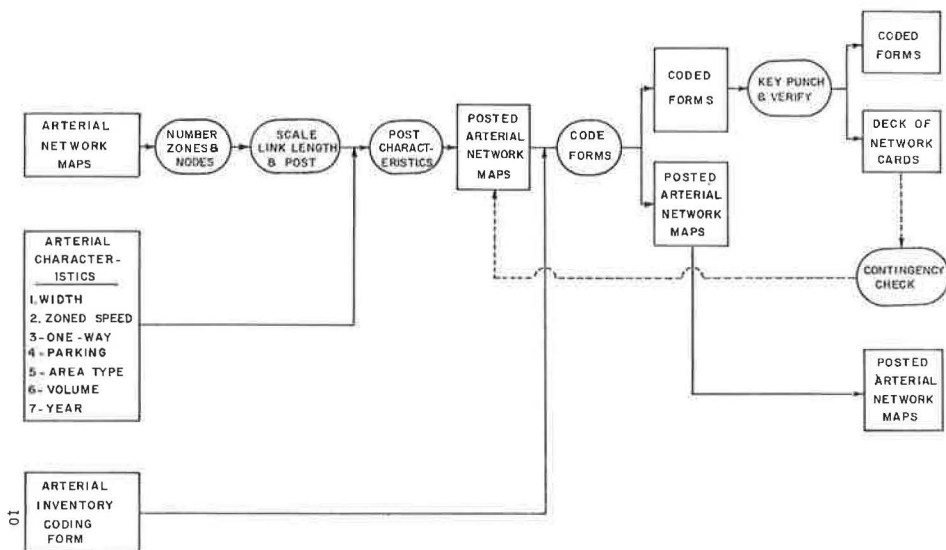 ARTERIAL
NETWORK
MAPS
NUMBER
ZONES &
NODES
SCALE
LINK LENGTH
& POST
POST
CHARACT-
ERISTICS
POSTED
ARTERIAL
NETWORK
MAPS
CODE
FORMS
CODED
FORMS
KEY PUNCH
& VERIFY
CODED
FORMS
DECK OF
NETWORK
CARDS
POSTED
ARTERIAL
NETWORK
MAPS
CONTINGENCY
CHECK
POSTED
ARTERIAL
NETWORK
MAPS
ARTERIAL
CHARACTER-
ISTICS
1. WIDTH
2. ZONED SPEED
3-ONE-WAY
4-PARKING
5-AREA TYPE
6-VOLUME
7-YEAR
ARTERIAL
INVENTORY
CODING
FORM
10